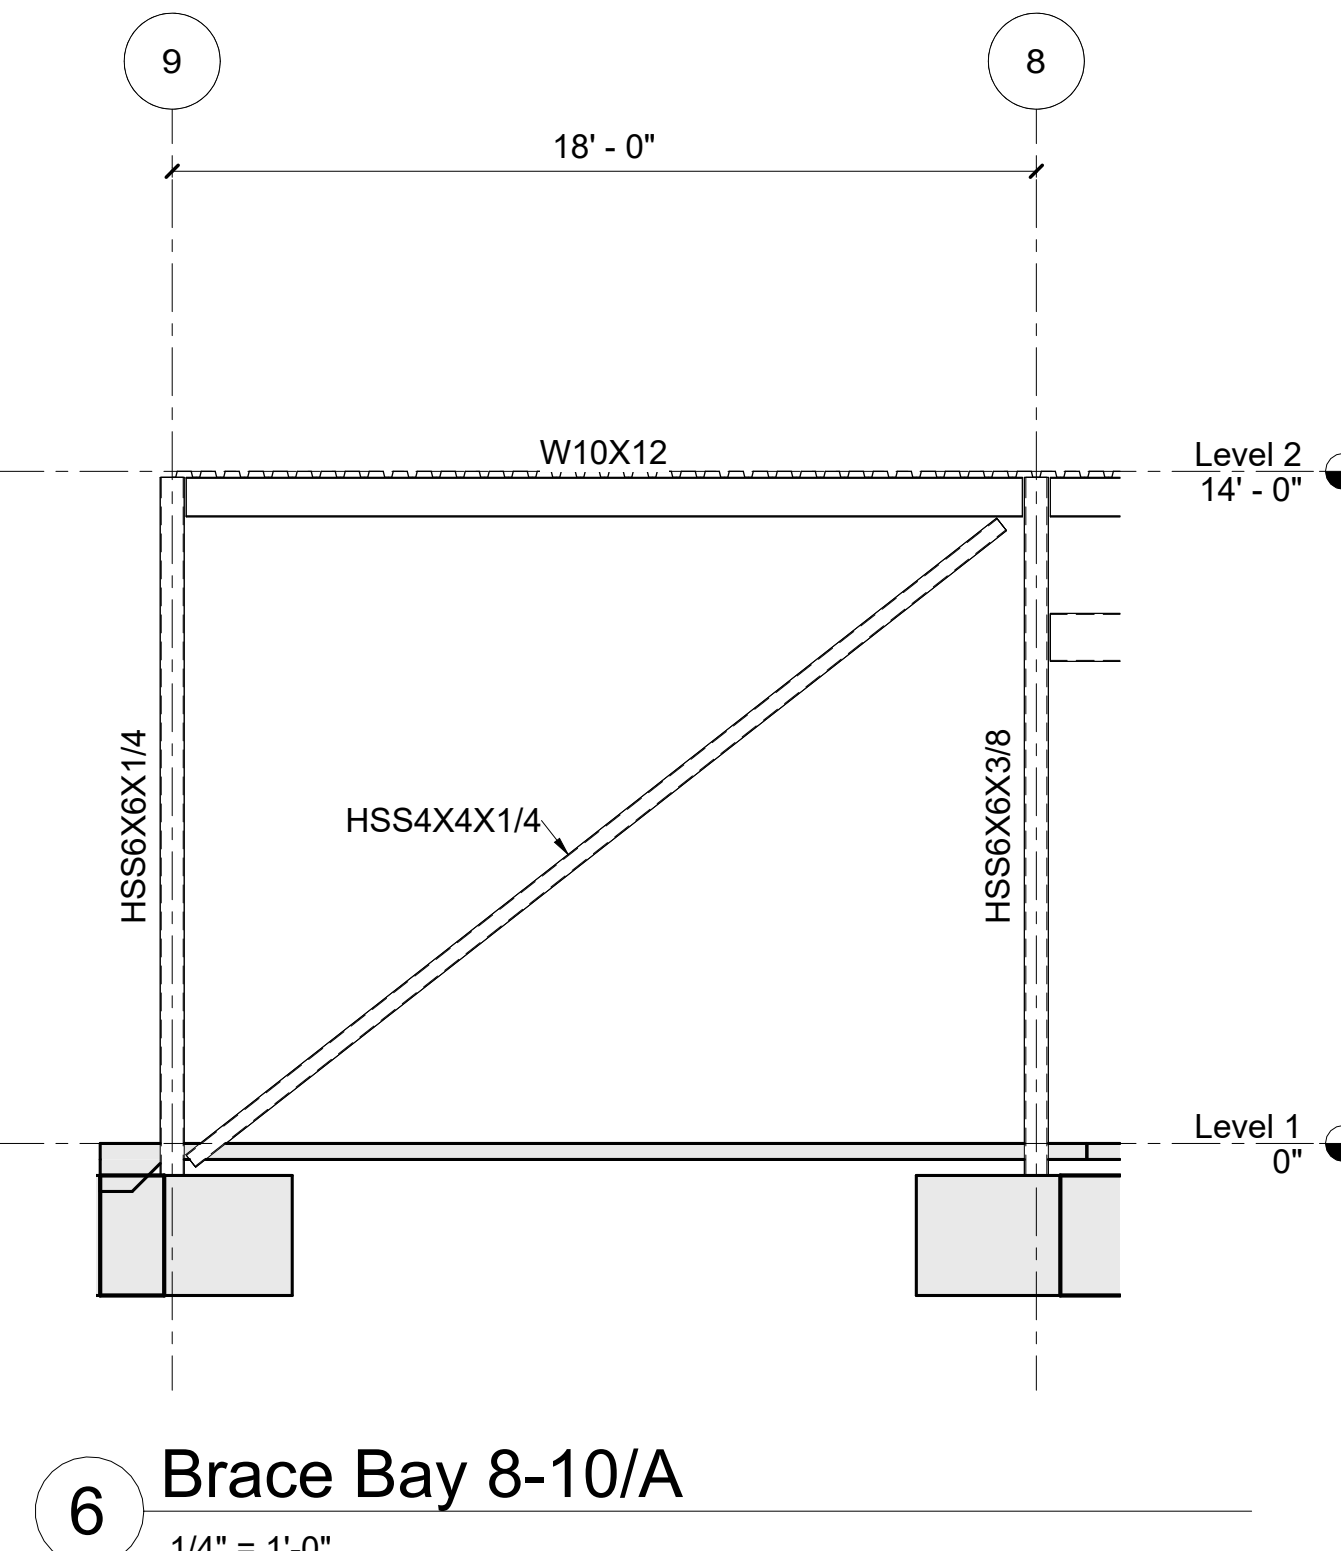 9
8
18' - 0"
W10X12
Level 2
14' - 0"
HSS6X6X1/4
HSS4X4X1/4
HSS6X6X3/8
Level 1
0"
6
Brace Bay 8-10/A
1/4" = 1'-0"